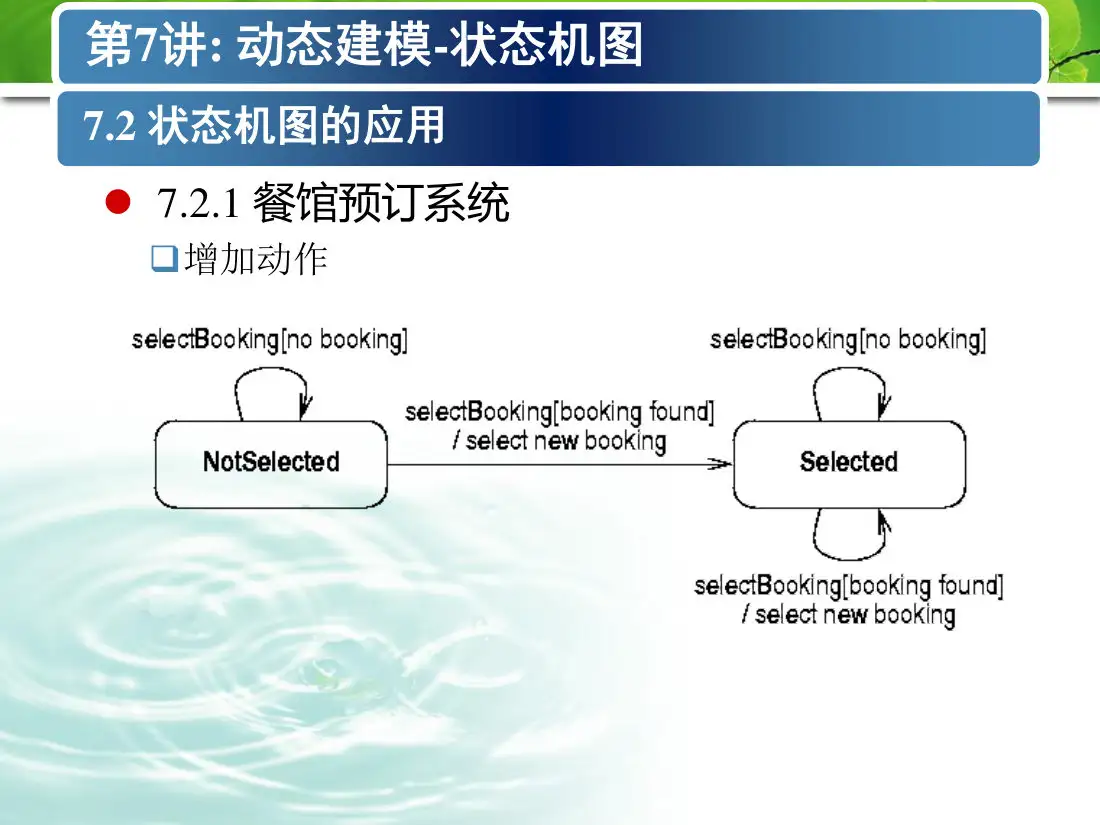 第7讲: 动态建模-状态机图
7.2 状态机图的应用
7.2.1 餐馆预订系统
增加动作
selectBooking[no booking]
selectBooking[no booking]
selectBooking[booking found]
/ select new booking
NotSelected
Selected
selectBooking[booking found]
/ select new booking